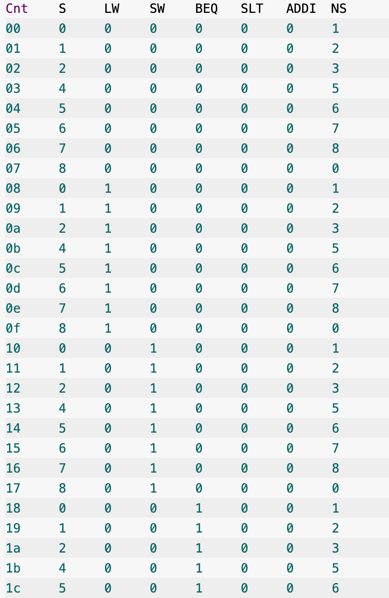 Cnt S LW SW BEQ SLT ADDI NS
00 0 0 0 0 0 0 1
01 1 0 0 0 0 0 2
02 2 0 0 0 0 0 3
03 4 0 0 0 0 0 5
04 5 0 0 0 0 0 6
05 6 0 0 0 0 0 7
06 7 0 0 0 0 0 8
07 8 0 0 0 0 0 0
08 0 1 0 0 0 0 1
09 1 1 0 0 0 0 2
0a 2 1 0 0 0 0 3
0b 4 1 0 0 0 0 5
0c 5 1 0 0 0 0 6
0d 6 1 0 0 0 0 7
0e 7 1 0 0 0 0 8
0f 8 1 0 0 0 0 0
10 0 0 1 0 0 0 1
11 1 0 1 0 0 0 2
12 2 0 1 0 0 0 3
13 4 0 1 0 0 0 5
14 5 0 1 0 0 0 6
15 6 0 1 0 0 0 7
16 7 0 1 0 0 0 8
17 8 0 1 0 0 0 0
18 0 0 0 1 0 0 1
19 1 0 0 1 0 0 2
1a 2 0 0 1 0 0 3
1b 4 0 0 1 0 0 5
1c 5 0 0 1 0 0 6